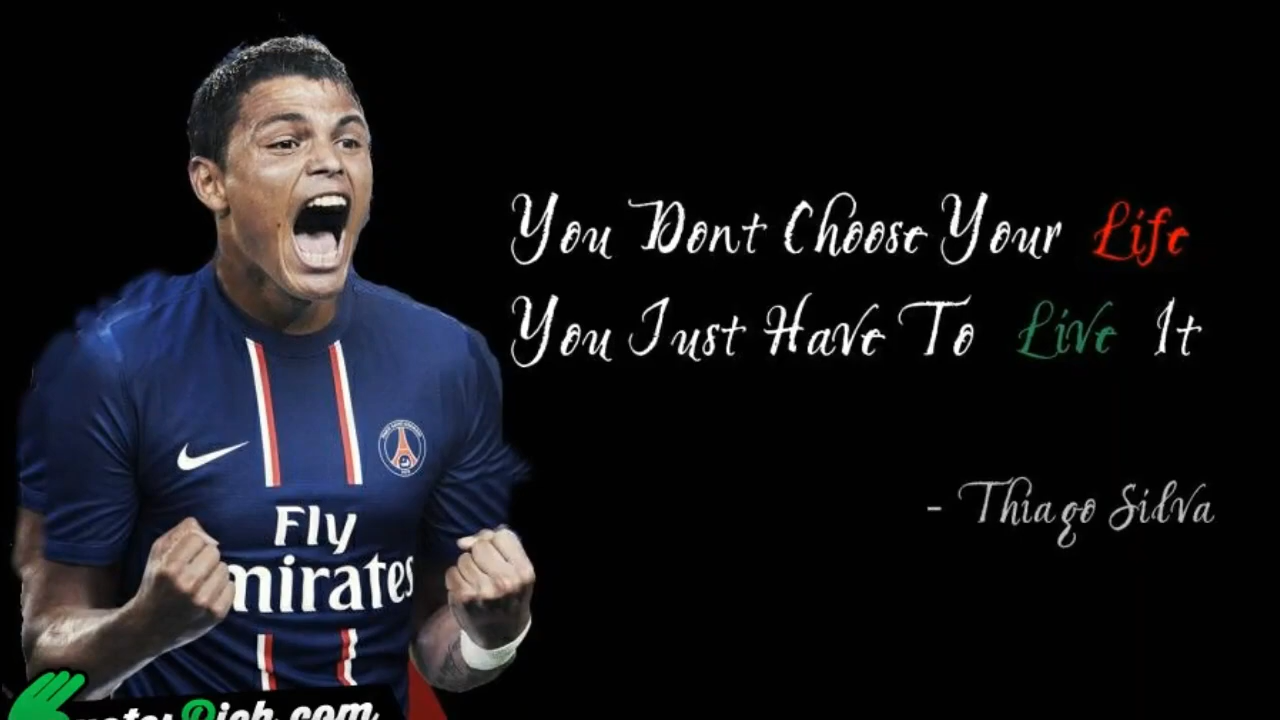 You Dont Choose Your Life
You Just Have To Live It
- Thiago Silva
Fly
mirates